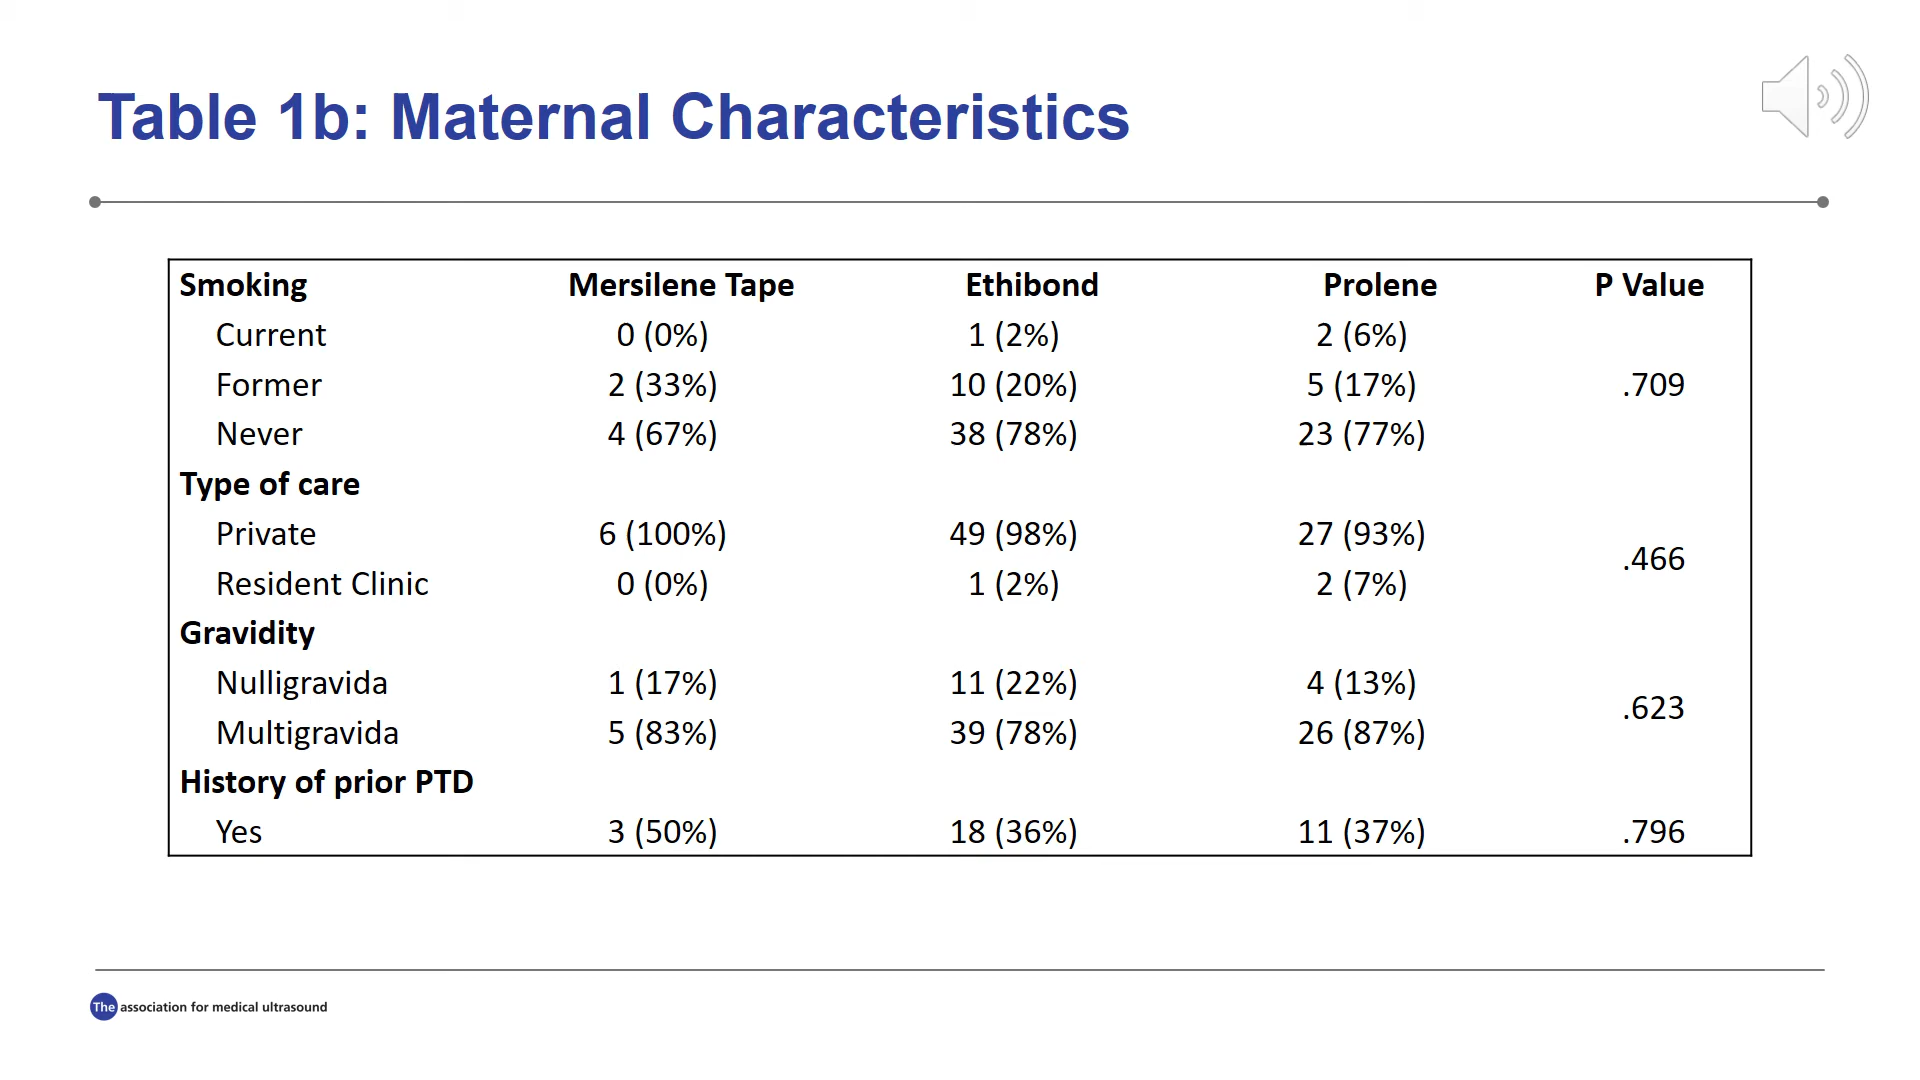 Table 1b: Maternal Characteristics
Smoking Mersilene Tape Ethibond Prolene P Value
Current 0 (0%) 1 (2%) 2 (6%)
Former 2 (33%) 10 (20%) 5 (17%) .709
Never 4 (67%) 38 (78%) 23 (77%)
Type of care
Private 6 (100%) 49 (98%) 27 (93%)
.466
Resident Clinic 0 (0%) 1 (2%) 2 (7%)
Gravidity
Nulligravida 1 (17%) 11 (22%) 4 (13%)
.623
Multigravida 5 (83%) 39 (78%) 26 (87%)
History of prior PTD
Yes 3 (50%) 18 (36%) 11 (37%) .796
The association for medical ultrasound